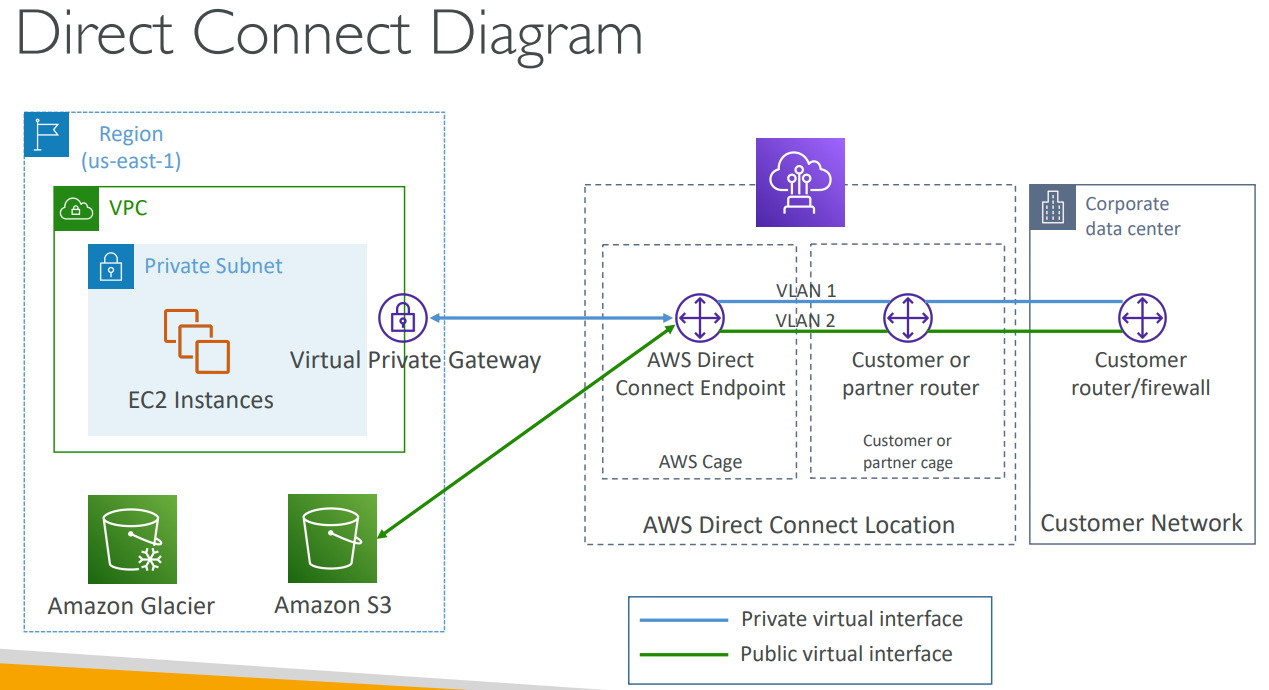 Direct Connect Diagram
Region
(us-east-1)
VPC
Private Subnet
EC2 Instances
Virtual Private Gateway
Amazon Glacier
Amazon S3
VLAN 1
VLAN 2
AWS Direct
Connect Endpoint
AWS Cage
Customer or
partner router
Customer or
partner cage
AWS Direct Connect Location
Corporate
data center
Customer
router/firewall
Customer Network
Private virtual interface
Public virtual interface